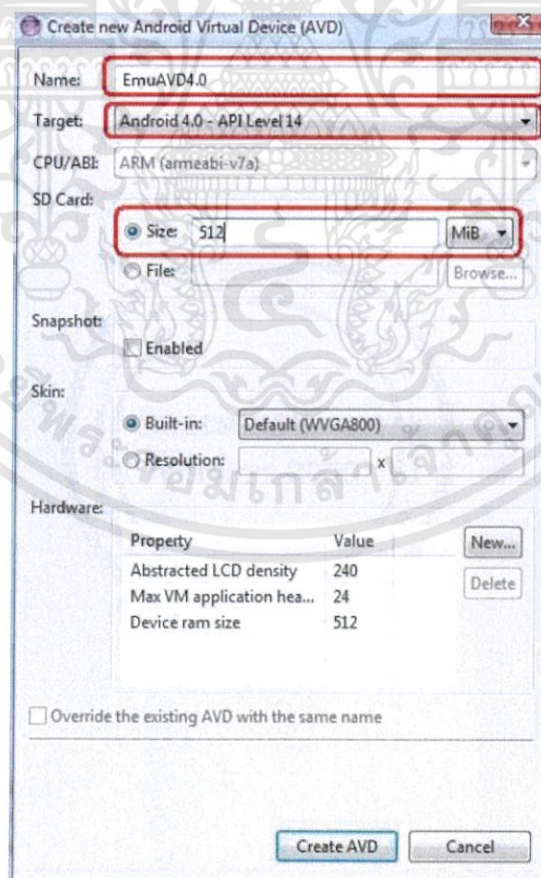 Create new Android Virtual Device (AVD)
Name: EmuAVD4.0
Target: Android 4.0 - API Level 14
CPU/ABI: ARM (armeabi-v7a)
SD Card:
Size: 512 MiB
File: Browse...
Snapshot:
Enabled
Skin:
Built-in: Default (WVGA800)
Resolution: x
Hardware:
Property Value New...
Abstracted LCD density 240 Delete
Max VM application hea... 24
Device ram size 512
Override the existing AVD with the same name
Create AVD Cancel